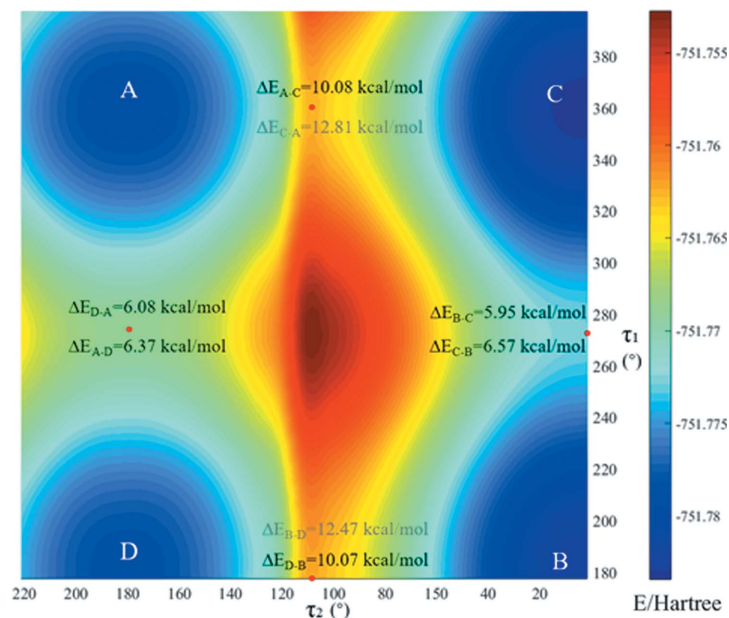 A
C
ΔE_A-C=10.08 kcal/mol
ΔE_C-A=12.81 kcal/mol
ΔE_D-A=6.08 kcal/mol
ΔE_A-D=6.37 kcal/mol
ΔE_B-C=5.95 kcal/mol
ΔE_C-B=6.57 kcal/mol
ΔE_B-D=12.47 kcal/mol
ΔE_D-B=10.07 kcal/mol
D
B
380
360
340
320
300
280
τ1
(°)
260
240
220
200
180
220 200 180 160 140 120 100 80 150 40 20
τ2 (°)
-751.755
-751.76
-751.765
-751.77
-751.775
-751.78
E/Hartree